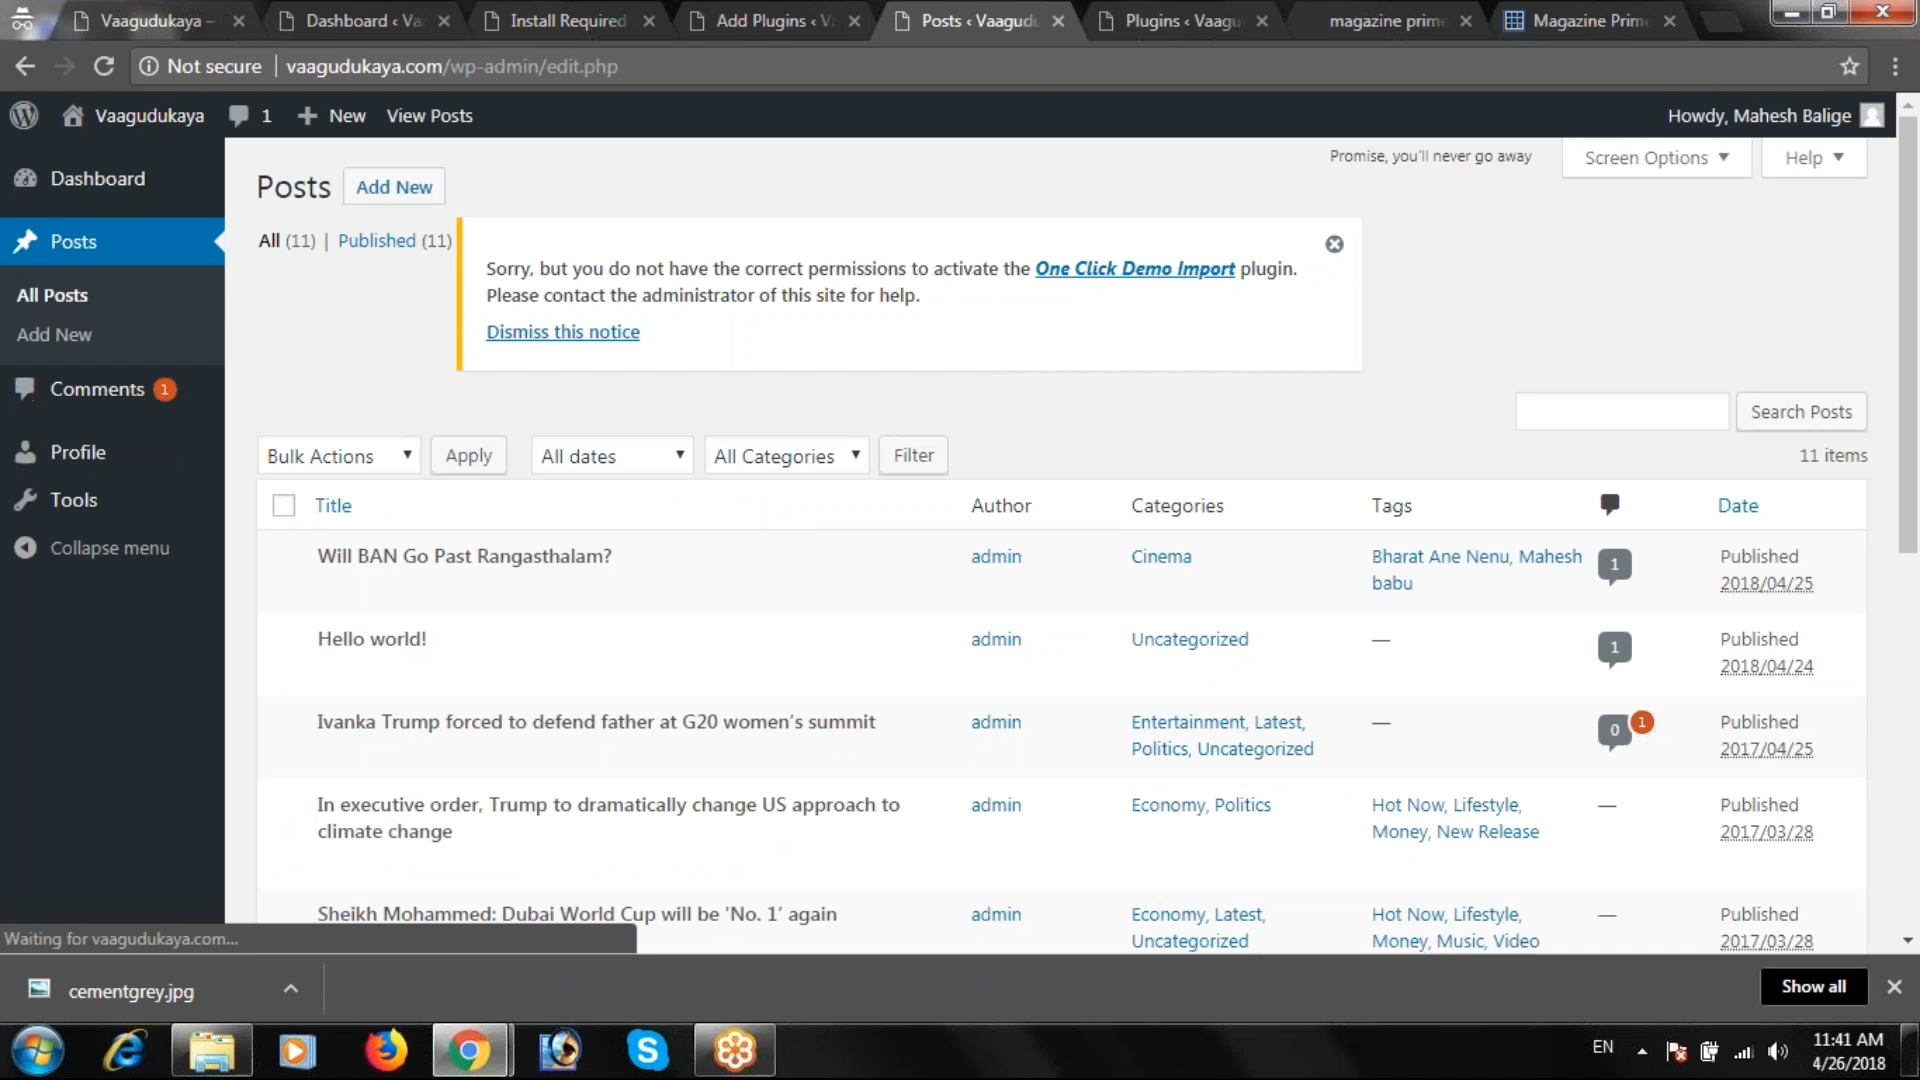 Vaagudukaya –
Dashboard ‹ Va
Install Required
Add Plugins ‹ V
Posts ‹ Vaagudu
Plugins ‹ Vaagu
magazine prime
Magazine Prim
Not secure
vaagudukaya.com/wp-admin/edit.php
Vaagudukaya
1
New
View Posts
Howdy, Mahesh Balige
Dashboard
Posts
All Posts
Add New
Comments 1
Profile
Tools
Collapse menu
Promise, you'll never go away
Screen Options
Help
Posts
Add New
All (11) | Published (11)
Sorry, but you do not have the correct permissions to activate the One Click Demo Import plugin.
Please contact the administrator of this site for help.
Dismiss this notice
Search Posts
Bulk Actions
Apply
All dates
All Categories
Filter
11 items
Title
Author
Categories
Tags
Date
Will BAN Go Past Rangasthalam?
admin
Cinema
Bharat Ane Nenu, Mahesh
babu
1
Published
2018/04/25
Hello world!
admin
Uncategorized
—
1
Published
2018/04/24
Ivanka Trump forced to defend father at G20 women's summit
admin
Entertainment, Latest,
Politics, Uncategorized
—
0
1
Published
2017/04/25
In executive order, Trump to dramatically change US approach to
climate change
admin
Economy, Politics
Hot Now, Lifestyle,
Money, New Release
—
Published
2017/03/28
Sheikh Mohammed: Dubai World Cup will be 'No. 1' again
admin
Economy, Latest,
Uncategorized
Hot Now, Lifestyle,
Money, Music, Video
—
Published
2017/03/28
Waiting for vaagudukaya.com...
cementgrey.jpg
Show all
EN
11:41 AM
4/26/2018